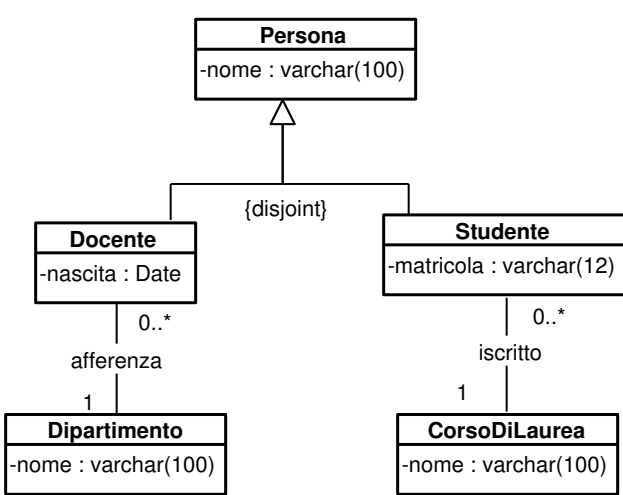 Persona
-nome : varchar(100)
{disjoint}
Docente
-nascita : Date
Studente
-matricola : varchar(12)
0..*
0..*
afferenza
iscritto
1
1
Dipartimento
-nome : varchar(100)
CorsoDiLaurea
-nome : varchar(100)